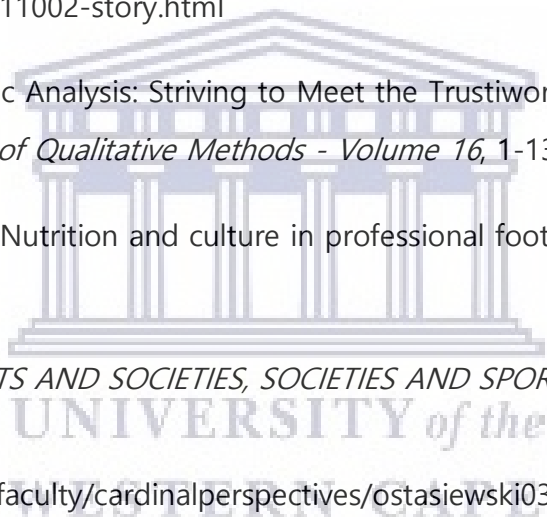 11002-story.html
c Analysis: Striving to Meet the Trustiwor
of Qualitative Methods - Volume 16, 1-13
Nutrition and culture in professional foot
TS AND SOCIETIES, SOCIETIES AND SPOR
UNIVERSITY of the
faculty/cardinalperspectives/ostasiewski03
WESTERN CAPE